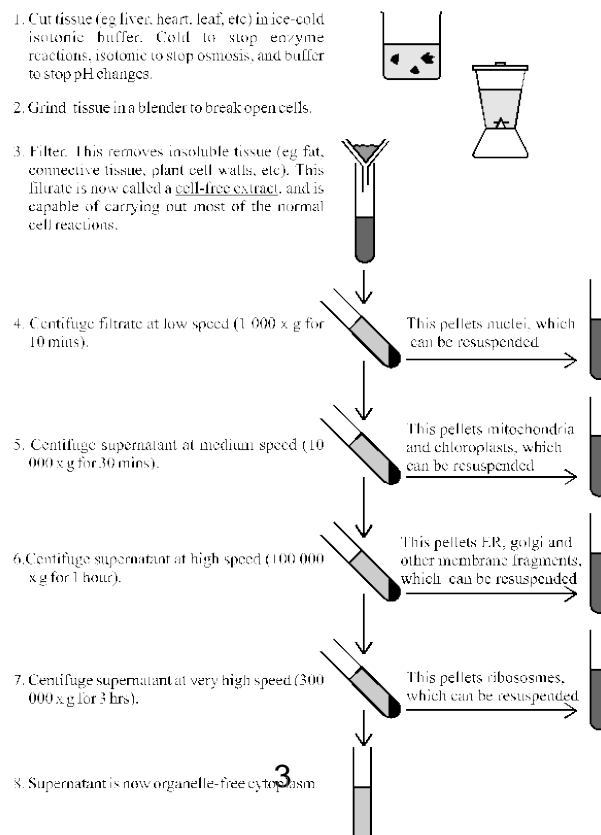 1. Cut tissue (eg liver, heart, leaf, etc) in ice-cold
isotonic buffer. Cold to stop enzyme
reactions, isotonic to stop osmosis, and buffer
to stop pH changes.
2. Grind tissue in a blender to break open cells.
3. Filter. This removes insoluble tissue (eg fat,
connective tissue, plant cell walls, etc). This
filtrate is now called a cell-free extract, and is
capable of carrying out most of the normal
cell reactions.
4. Centifuge filtrate at low speed (1 000 x g for
10 mins).
This pellets nuclei, which
can be resuspended
5. Centifuge supernatant at medium speed (10
000 x g for 30 mins).
This pellets mitochondria
and chloroplasts, which
can be resuspended
6.Centifuge supernatant at high speed (100 000
x g for 1 hour).
This pellets ER, golgi and
other membrane fragments,
which can be resuspended
7. Centifuge supernatant at very high speed (300
000 x g for 3 hrs).
This pellets ribososmes,
which can be resuspended
8. Supernatant is now organelle-free cytoplasm
3